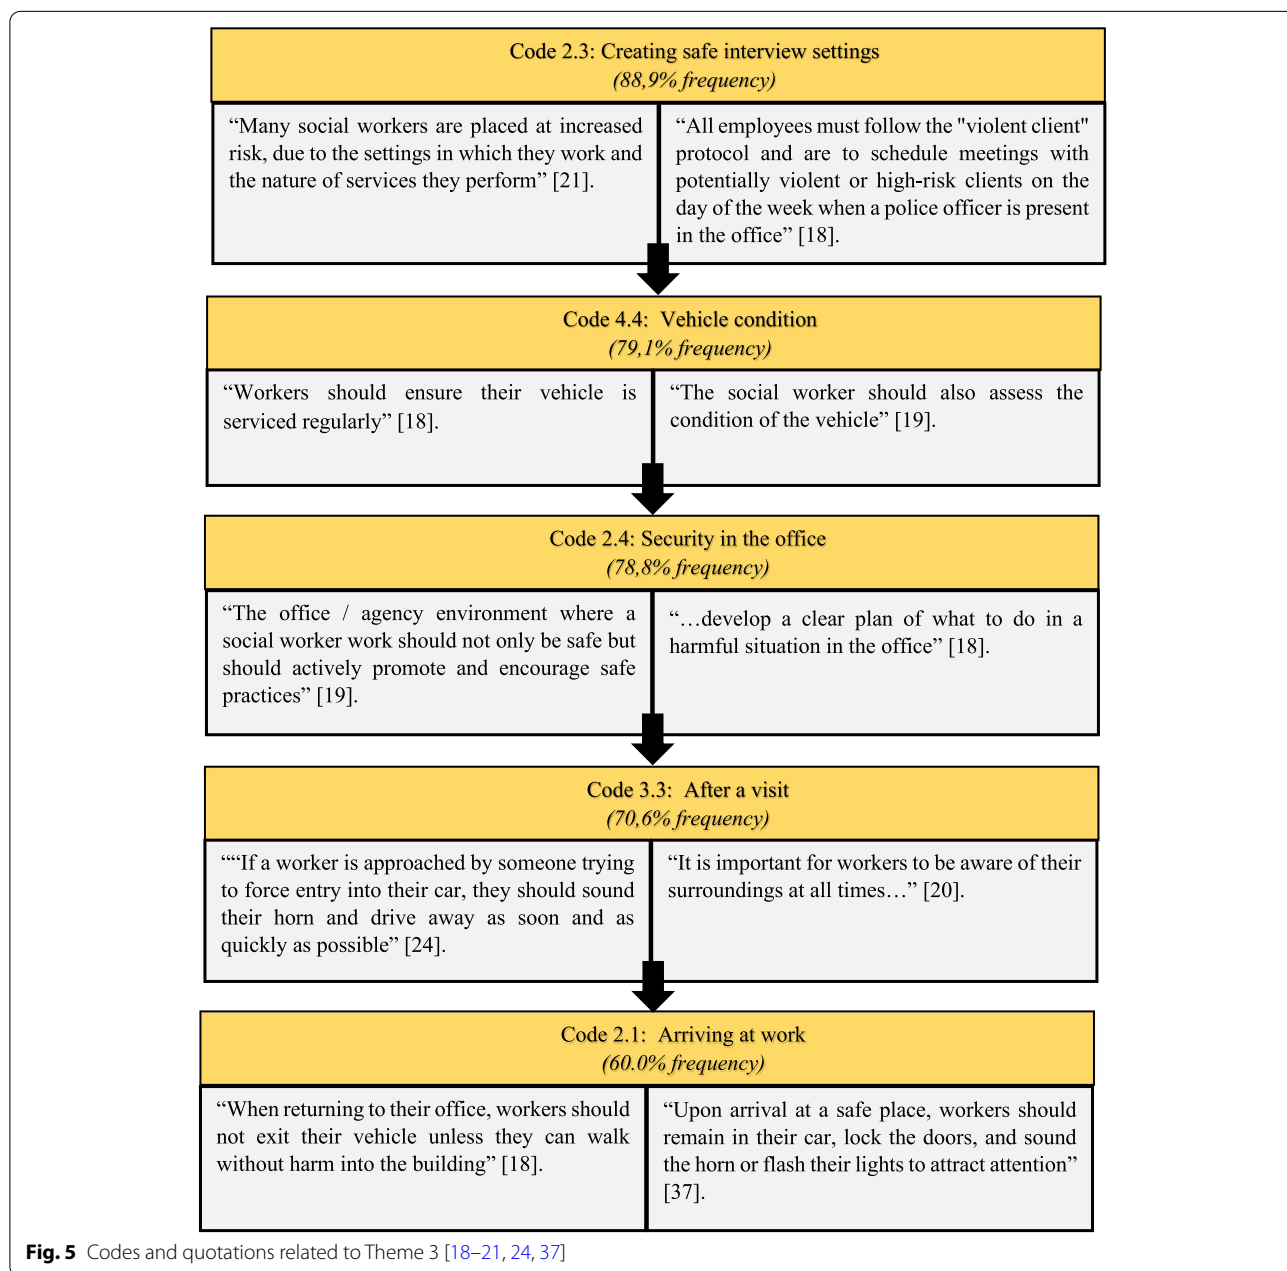 Code 2.3: Creating safe interview settings
(88,9% frequency)
“Many social workers are placed at increased
risk, due to the settings in which they work and
the nature of services they perform” [21].
“All employees must follow the "violent client"
protocol and are to schedule meetings with
potentially violent or high-risk clients on the
day of the week when a police officer is present
in the office” [18].
Code 4.4: Vehicle condition
(79,1% frequency)
“Workers should ensure their vehicle is
serviced regularly” [18].
“The social worker should also assess the
condition of the vehicle” [19].
Code 2.4: Security in the office
(78,8% frequency)
“The office / agency environment where a
social worker work should not only be safe but
should actively promote and encourage safe
practices” [19].
“…develop a clear plan of what to do in a
harmful situation in the office” [18].
Code 3.3: After a visit
(70,6% frequency)
““If a worker is approached by someone trying
to force entry into their car, they should sound
their horn and drive away as soon and as
quickly as possible” [24].
“It is important for workers to be aware of their
surroundings at all times…” [20].
Code 2.1: Arriving at work
(60.0% frequency)
“When returning to their office, workers should
not exit their vehicle unless they can walk
without harm into the building” [18].
“Upon arrival at a safe place, workers should
remain in their car, lock the doors, and sound
the horn or flash their lights to attract attention”
[37].
Fig. 5 Codes and quotations related to Theme 3 [18–21, 24, 37]